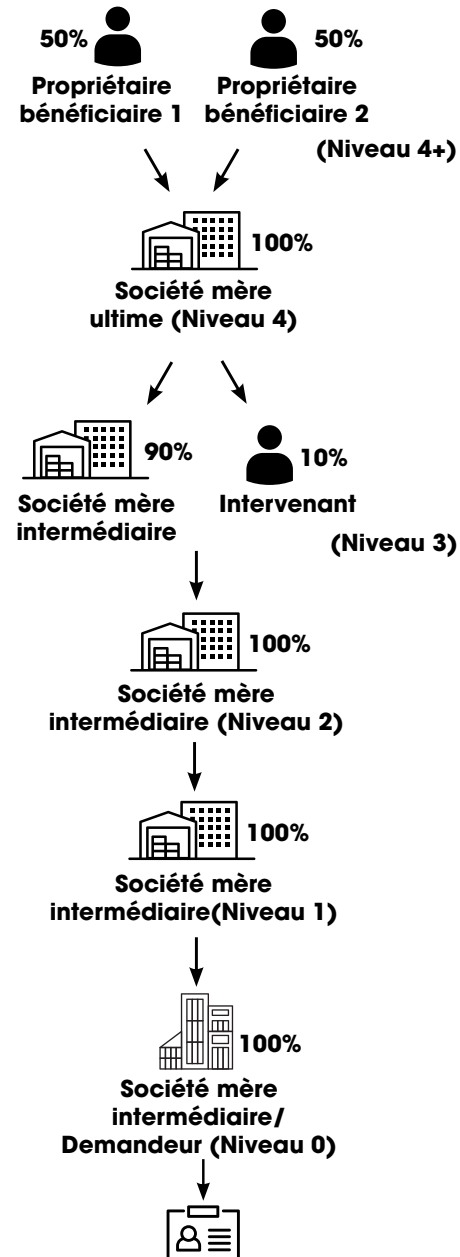 50%
50%
Propriétaire
bénéficiaire 1
Propriétaire
bénéficiaire 2
(Niveau 4+)
100%
Société mère
ultime (Niveau 4)
90%
10%
Société mère
intermédiaire
Intervenant
(Niveau 3)
100%
Société mère
intermédiaire (Niveau 2)
100%
Société mère
intermédiaire(Niveau 1)
100%
Société mère
intermédiaire/
Demandeur (Niveau 0)